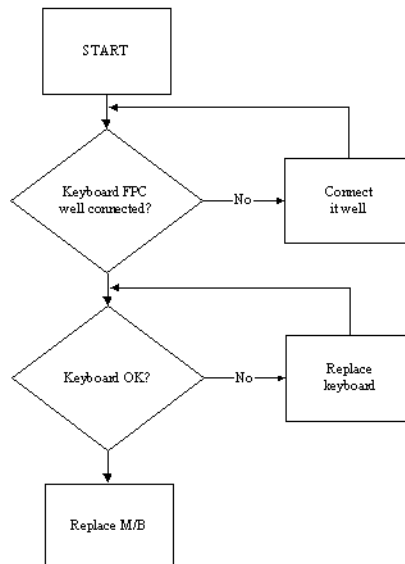 START
Keyboard FPC
well connected?
No
Connect
it well
Keyboard OK?
No
Replace
keyboard
Replace M/B